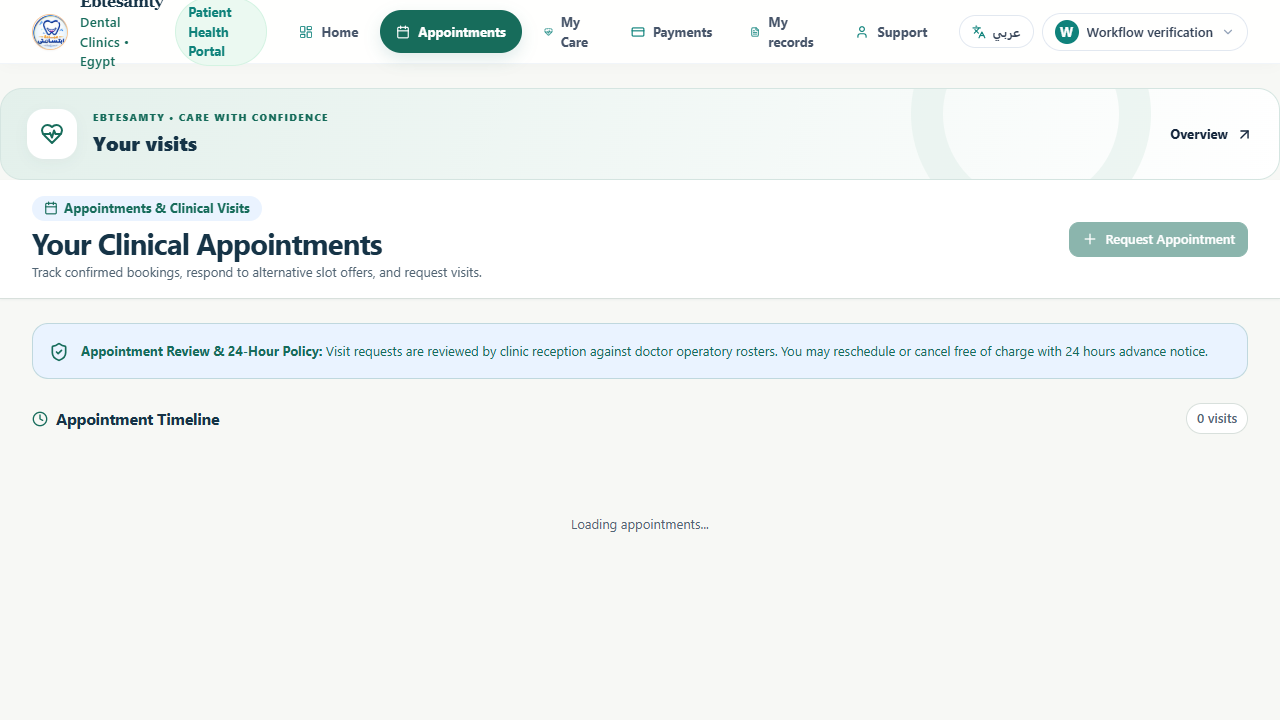 Ebtesamty
Dental
Clinics •
Egypt
Patient
Health
Portal
Home
Appointments
My
Care
Payments
My
records
Support
عربي
W Workflow verification
EBTESAMTY • CARE WITH CONFIDENCE
Your visits
Overview
Appointments & Clinical Visits
Your Clinical Appointments
Track confirmed bookings, respond to alternative slot offers, and request visits.
Request Appointment
Appointment Review & 24-Hour Policy: Visit requests are reviewed by clinic reception against doctor operatory rosters. You may reschedule or cancel free of charge with 24 hours advance notice.
Appointment Timeline
0 visits
Loading appointments...